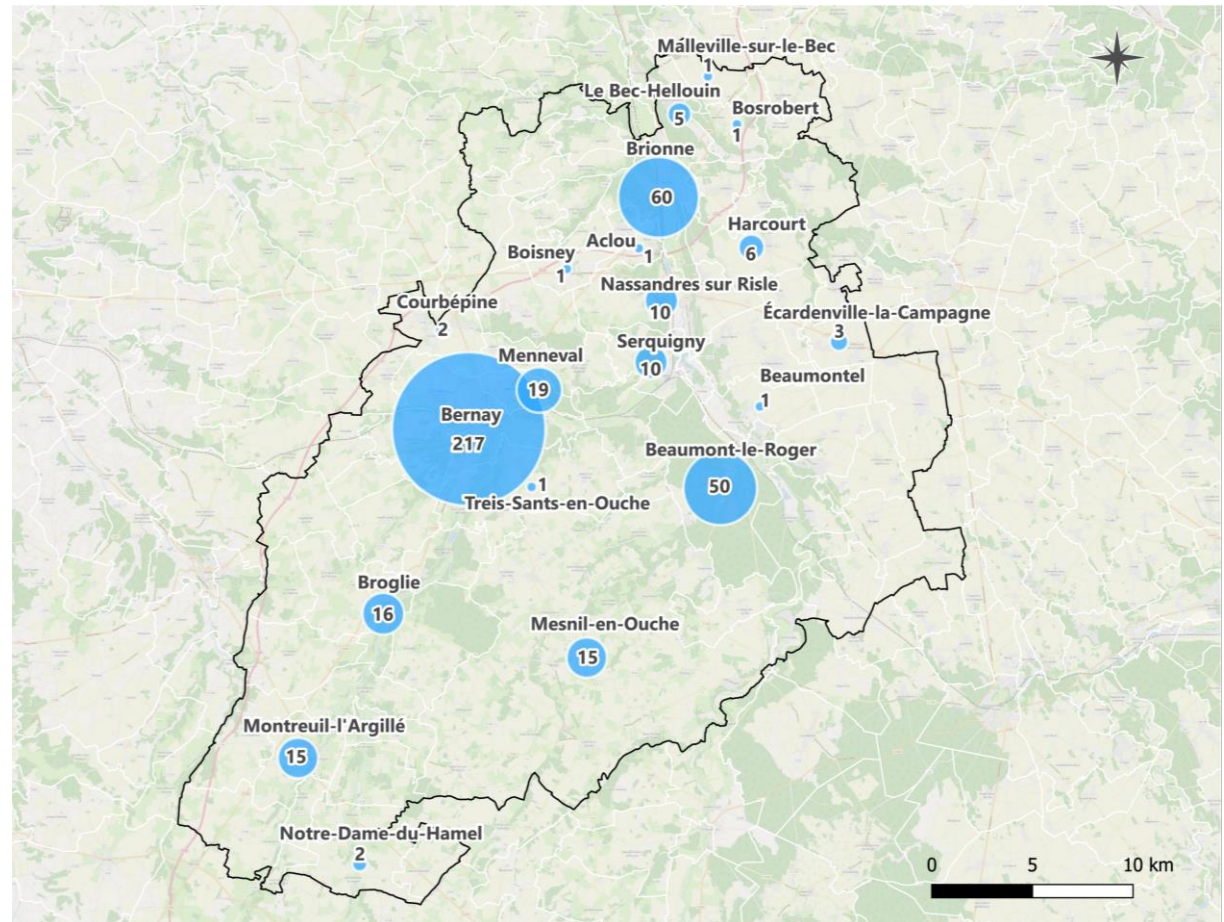 Malleville-sur-le-Bec
1
Le Bec-Hellouin
5
Bosrobert
1
Brionne
60
Harcourt
6
Aclou
1
Boisney
1
Nassandres sur Risle
10
Courbépine
2
Écardenville-la-Campagne
3
Serquigny
10
Menneval
19
Beaumontel
1
Bernay
217
Beaumont-le-Roger
50
1
Treis-Sants-en-Ouche
Broglie
16
Mesnil-en-Ouche
15
Montreuil-l'Argillé
15
Notre-Dame-du-Hamel
2
0 5 10 km